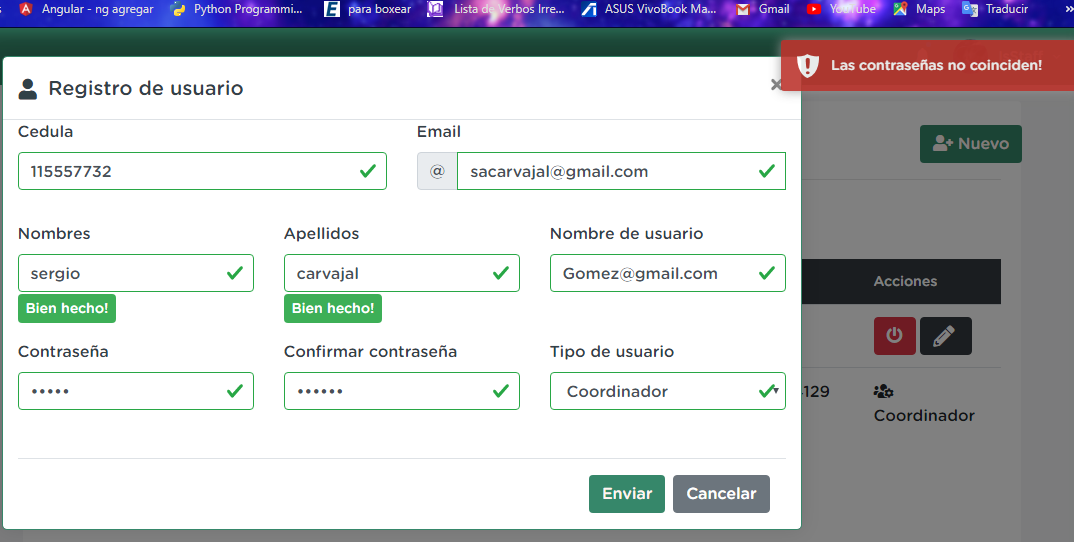 Angular - ng agregar Python Programmi... para boxear Lista de Verbos Irre... ASUS VivoBook Ma... Gmail YouTube Maps Traducir »
Las contraseñas no coinciden!
Registro de usuario ×
Nuevo
Cedula Email
115557732 @ sacarvajal@gmail.com
Nombres Apellidos Nombre de usuario
sergio carvajal Gomez@gmail.com
Acciones
Bien hecho! Bien hecho!
Contraseña Confirmar contraseña Tipo de usuario
••••• •••••• Coordinador
129
Coordinador
Enviar Cancelar